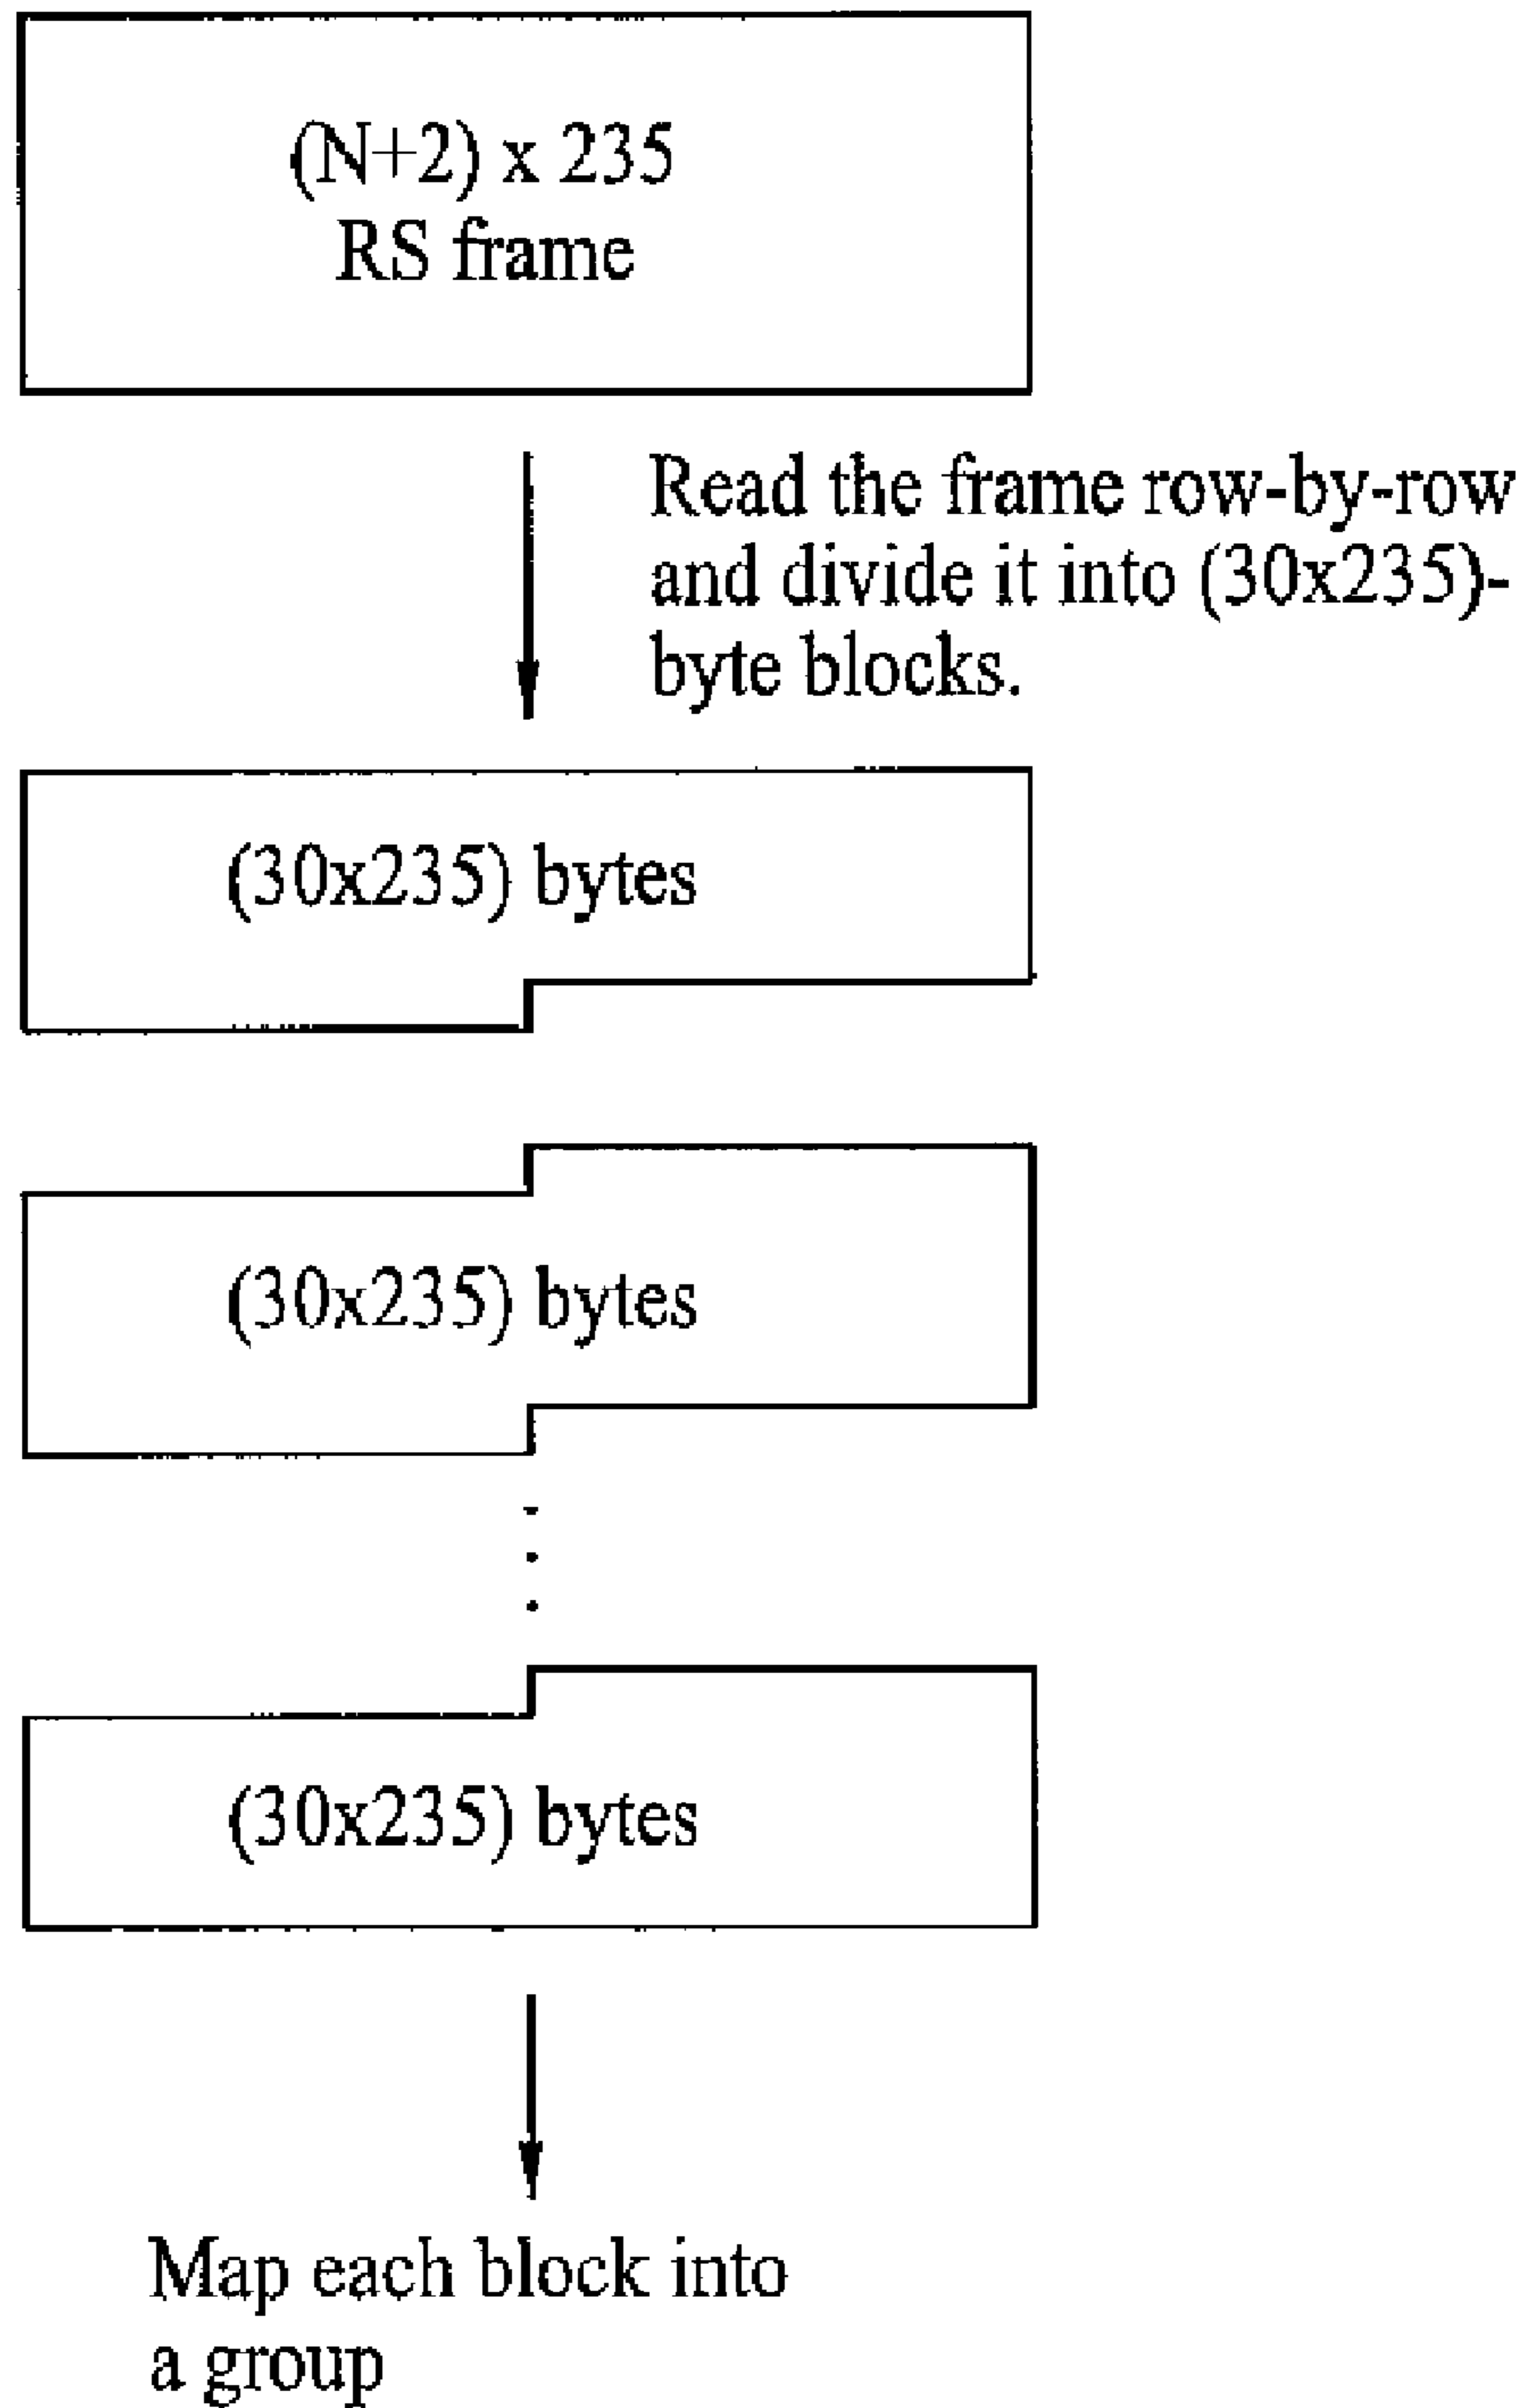 (N+2) x 235
RS frame
Read the frame row-by-row
and divide it into (30x235)-
byte blocks.
(30x235) bytes
(30x235) bytes
(30x235) bytes
Map each block into
a group